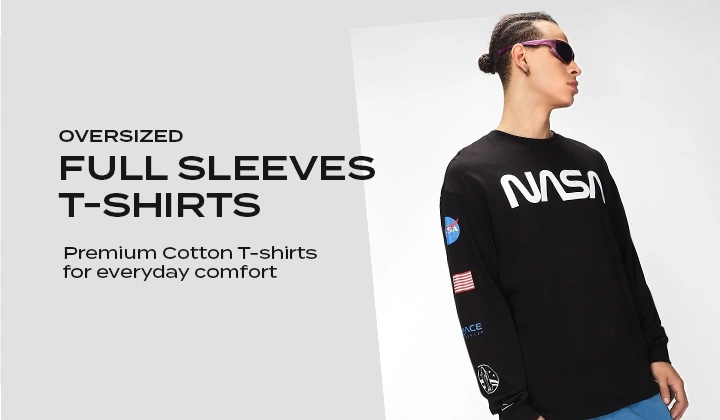 OVERSIZED
FULL SLEEVES
T-SHIRTS
Premium Cotton T-shirts
for everyday comfort
NASA